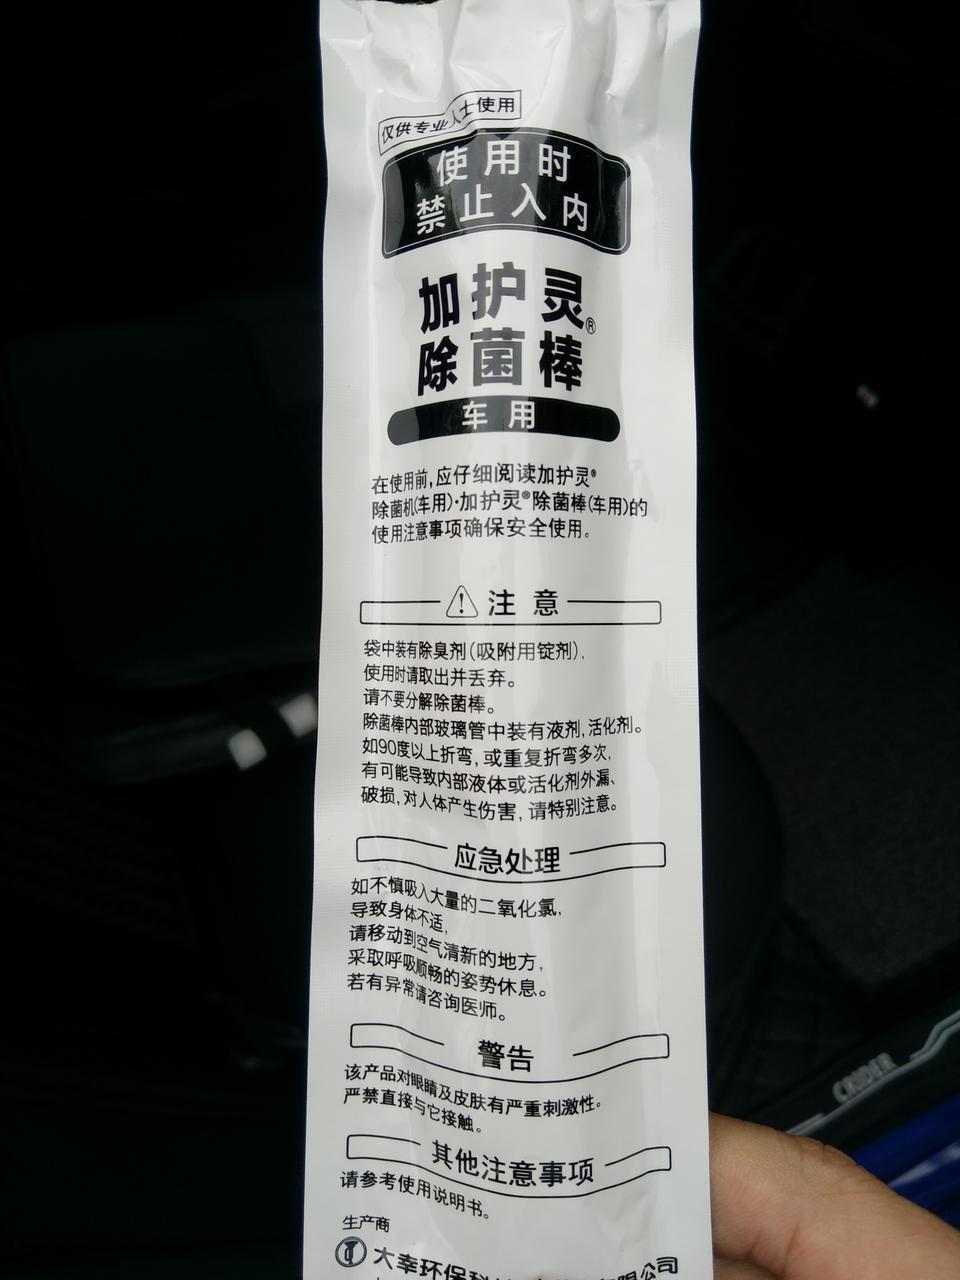 仅供专业人士使用
使用时
禁止入内
加护灵®
除菌棒
车用
在使用前,应仔细阅读加护灵®
除菌机(车用)·加护灵®除菌棒(车用)的
使用注意事项确保安全使用。
注意
袋中装有除臭剂(吸附用锭剂),
使用时请取出并丢弃。
请不要分解除菌棒。
除菌棒内部玻璃管中装有液剂,活化剂。
如90度以上折弯,或重复折弯多次,
有可能导致内部液体或活化剂外漏、
破损,对人体产生伤害,请特别注意。
应急处理
如不慎吸入大量的二氧化氯,
导致身体不适,
请移动到空气清新的地方,
采取呼吸顺畅的姿势休息。
若有异常请咨询医师。
警告
该产品对眼睛及皮肤有严重刺激性。
严禁直接与它接触。
其他注意事项
请参考使用说明书。
生产商
大幸环保科 有限公司
CRIDER